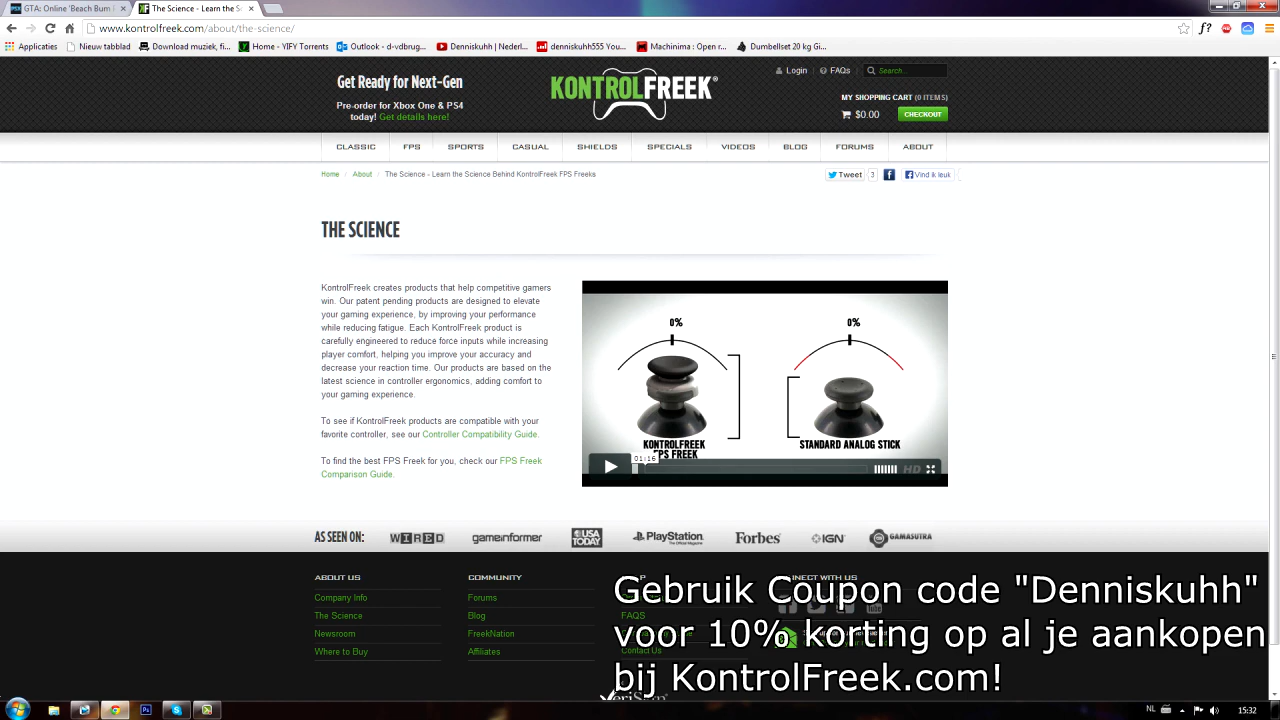 GTA: Online 'Beach Bum
The Science - Learn the S
www.kontrolfreek.com/about/the-science/
Applicaties
Nieuw tabblad
Download muziek, fi...
Home - YIFY Torrents
Outlook - d-vdbrug...
Denniskuhh | Nederl...
denniskuhh555 You...
Machinima : Open r...
Dumbellset 20 kg Gi...
Get Ready for Next-Gen
Pre-order for Xbox One & PS4
today! Get details here!
KONTROLFREEK®
Login
FAQs
Search...
MY SHOPPING CART (0 ITEMS)
$0.00
CHECKOUT
CLASSIC FPS SPORTS CASUAL SHIELDS SPECIALS VIDEOS BLOG FORUMS ABOUT
Home / About / The Science - Learn the Science Behind KontrolFreek FPS Freeks
Tweet 3
Vind ik leuk
THE SCIENCE
KontrolFreek creates products that help competitive gamers
win. Our patent pending products are designed to elevate
your gaming experience, by improving your performance
while reducing fatigue. Each KontrolFreek product is
carefully engineered to reduce force inputs while increasing
player comfort, helping you improve your accuracy and
decrease your reaction time. Our products are based on the
latest science in controller ergonomics, adding comfort to
your gaming experience.
To see if KontrolFreek products are compatible with your
favorite controller, see our Controller Compatibility Guide.
To find the best FPS Freek for you, check our FPS Freek
Comparison Guide.
0% 0%
KONTROLFREEK
FPS FREEK
STANDARD ANALOG STICK
01:16
HD
AS SEEN ON:
WIRED
gameinformer
USA TODAY
PlayStation
Forbes
IGN
GAMASUTRA
ABOUT US
Company Info
The Science
Newsroom
Where to Buy
COMMUNITY
Forums
Blog
FreekNation
Affiliates
FAQS
Contact Us
Gebruik Coupon code "Denniskuhh"
voor 10% korting op al je aankopen
bij KontrolFreek.com!
NL
15:32